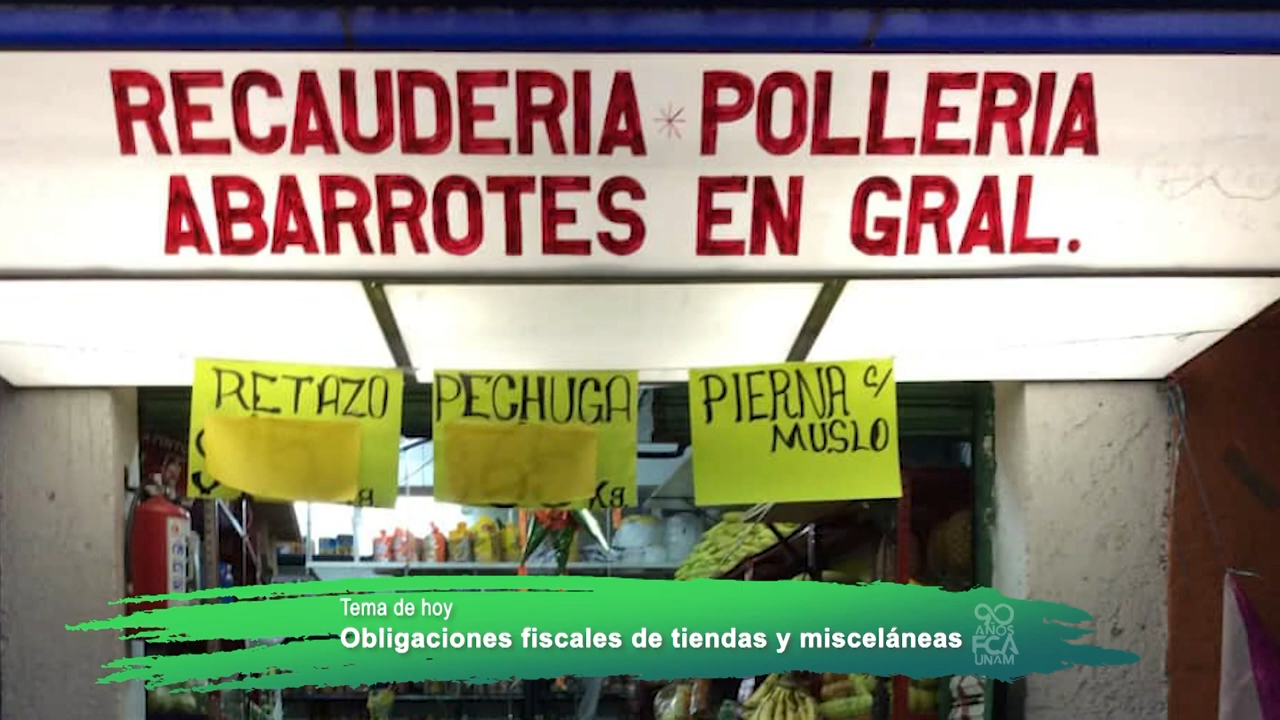 RECAUDERIA * POLLERIA
ABARROTES EN GRAL.
RETAZO
PECHUGA
Kg
PIERNA C/
MUSLO
Tema de hoy
Obligaciones fiscales de tiendas y misceláneas
90
AÑOS
FCA
UNAM